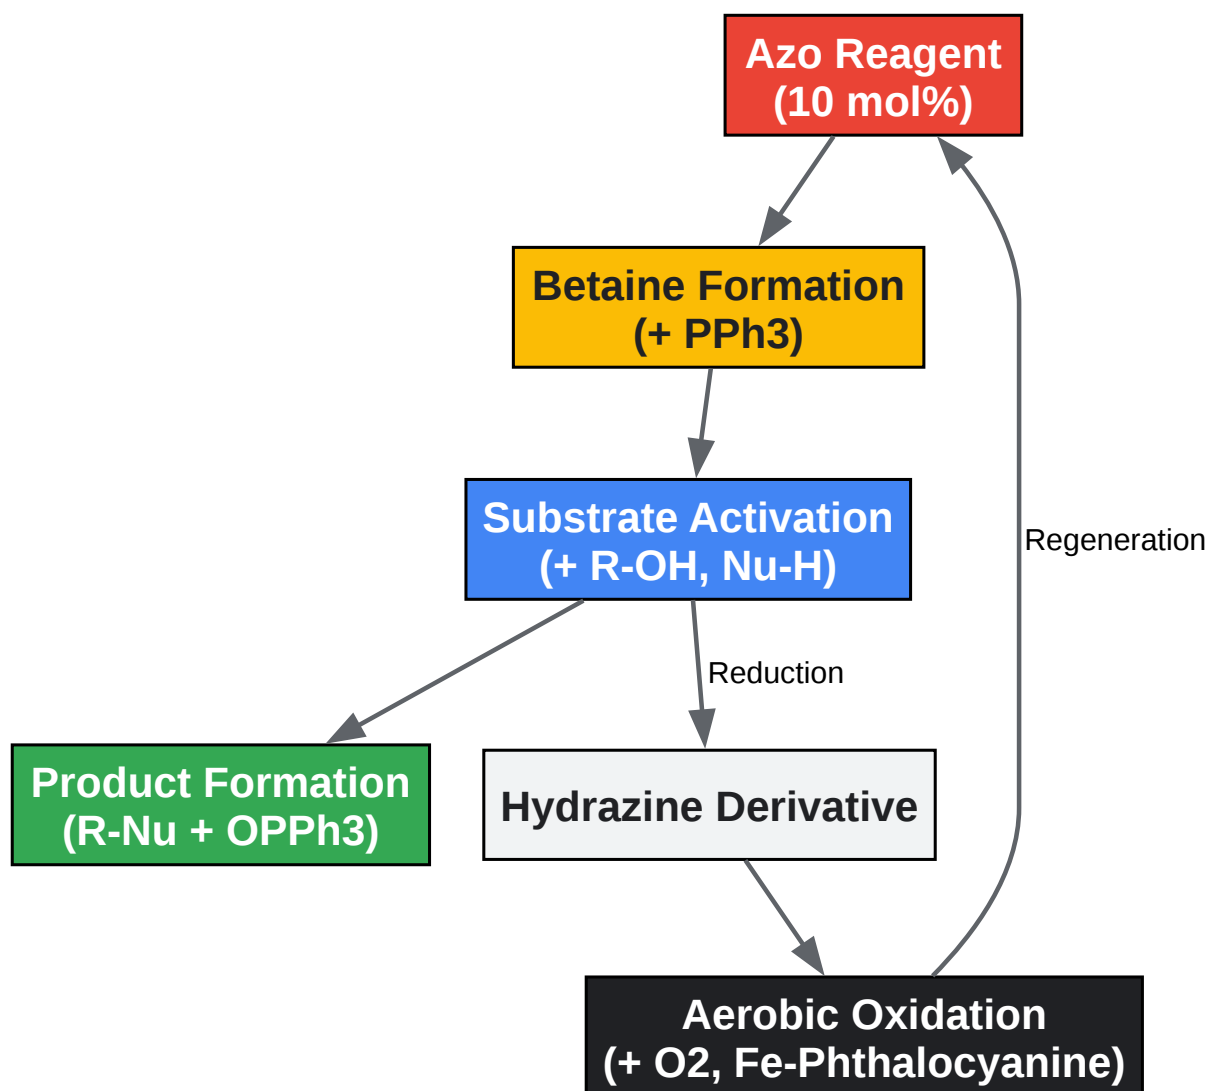 Azo Reagent
(10 mol%)
Betaine Formation
(+ PPh3)
Substrate Activation
(+ R-OH, Nu-H)
Regeneration
Reduction
Product Formation
(R-Nu + OPPh3)
Hydrazine Derivative
Aerobic Oxidation
(+ O2, Fe-Phthalocyanine)